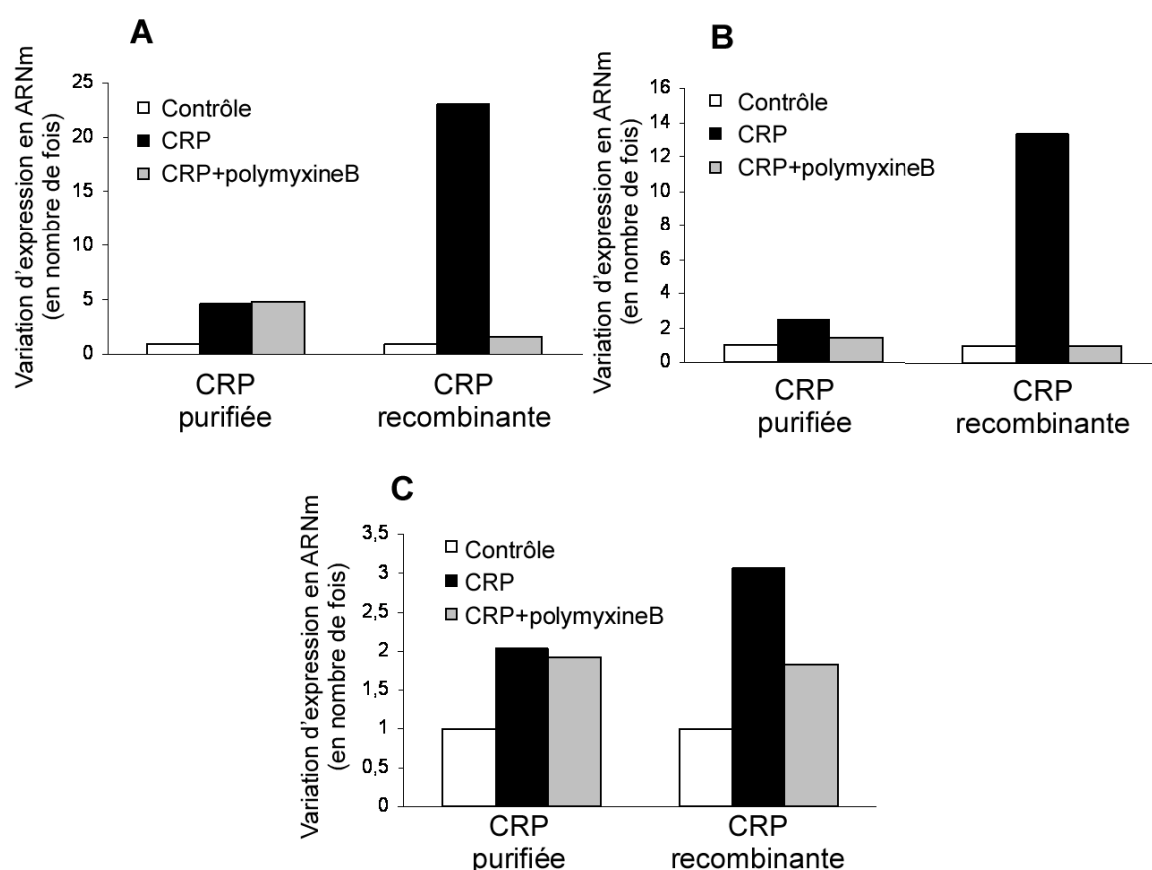 A
Variation d'expression en ARNm
(en nombre de fois)
25
20
15
10
5
0
Contrôle
CRP
CRP+polymyxineB
CRP
purifiée
CRP
recombinante
B
Variation d'expression en ARNm
(en nombre de fois)
16
14
12
10
8
6
4
2
0
Contrôle
CRP
CRP+polymyxineB
CRP
purifiée
CRP
recombinante
C
Variation d'expression en ARNm
(en nombre de fois)
3,5
3
2,5
2
1,5
1
0,5
0
Contrôle
CRP
CRP+polymyxineB
CRP
purifiée
CRP
recombinante